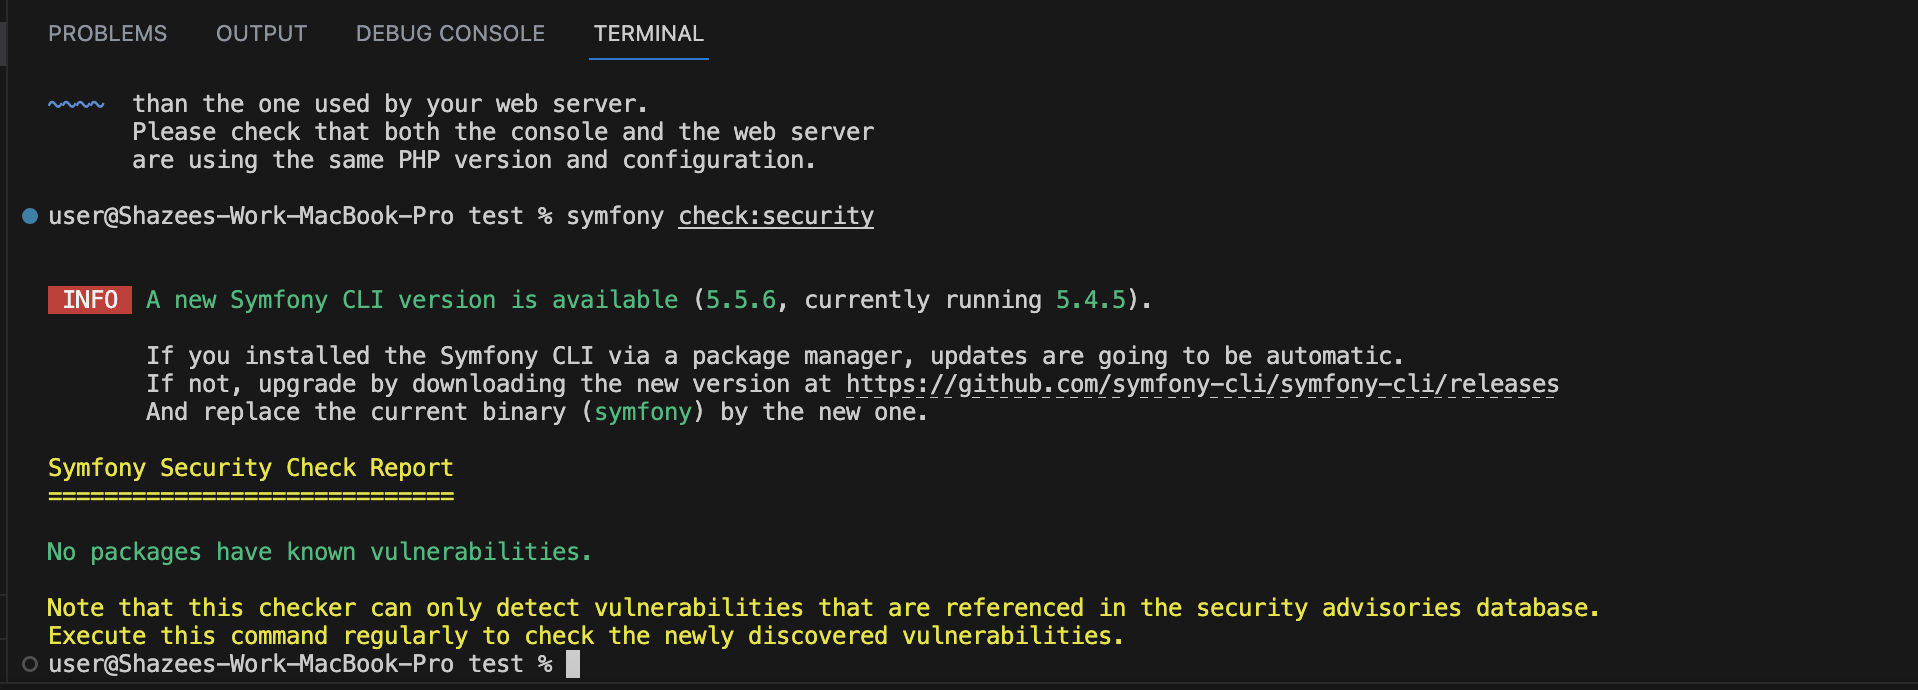 PROBLEMS OUTPUT DEBUG CONSOLE TERMINAL
~~~~ than the one used by your web server.
Please check that both the console and the web server
are using the same PHP version and configuration.
user@Shazees-Work-MacBook-Pro test % symfony check:security
INFO A new Symfony CLI version is available (5.5.6, currently running 5.4.5).
If you installed the Symfony CLI via a package manager, updates are going to be automatic.
If not, upgrade by downloading the new version at https://github.com/symfony-cli/symfony-cli/releases
And replace the current binary (symfony) by the new one.
Symfony Security Check Report
=============================
No packages have known vulnerabilities.
Note that this checker can only detect vulnerabilities that are referenced in the security advisories database.
Execute this command regularly to check the newly discovered vulnerabilities.
user@Shazees-Work-MacBook-Pro test %